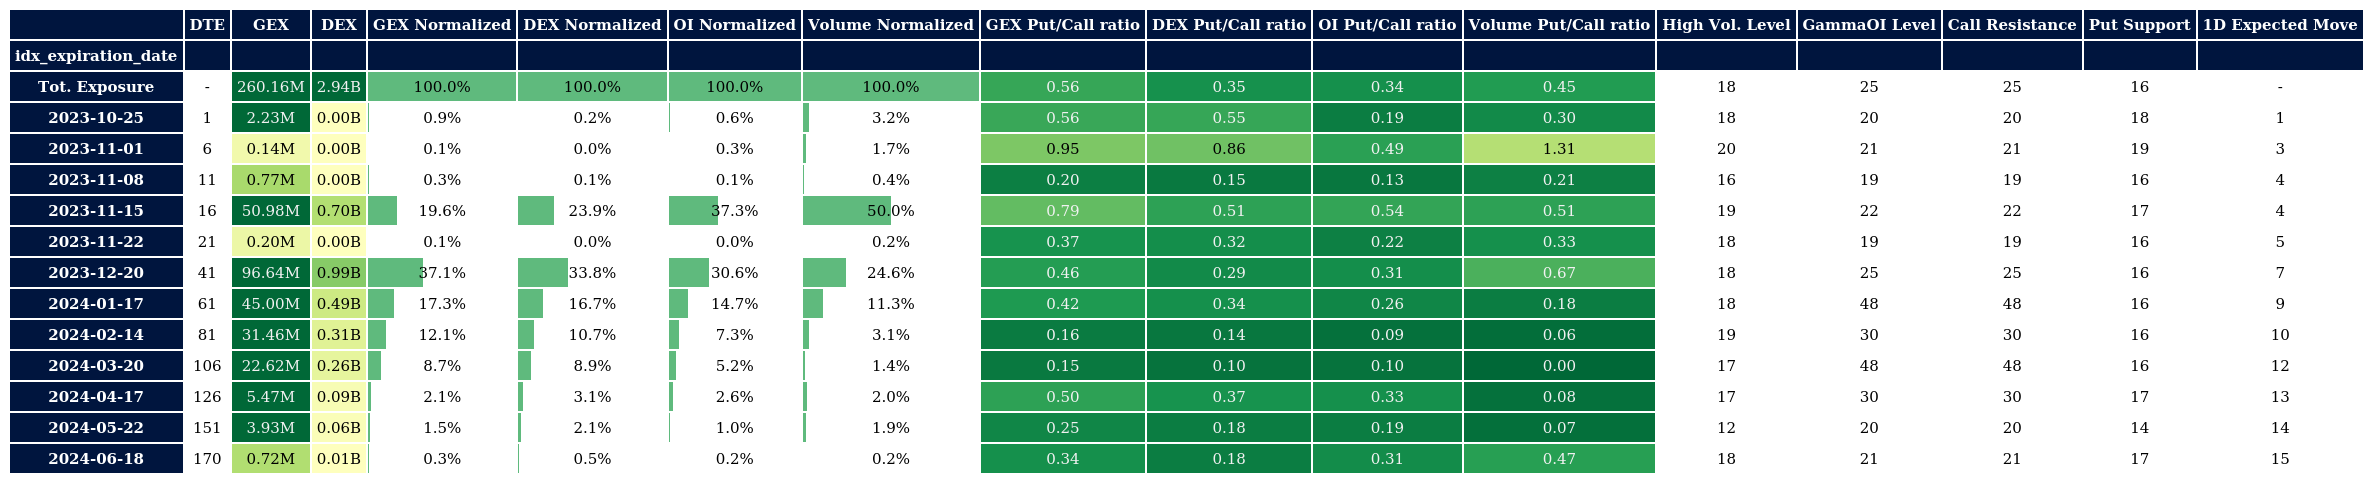 DTE GEX DEX GEX Normalized DEX Normalized OI Normalized Volume Normalized GEX Put/Call ratio DEX Put/Call ratio OI Put/Call ratio Volume Put/Call ratio High Vol. Level GammaOI Level Call Resistance Put Support 1D Expected Move
idx_expiration_date
Tot. Exposure - 260.16M 2.94B 100.0% 100.0% 100.0% 100.0% 0.56 0.35 0.34 0.45 18 25 25 16 -
2023-10-25 1 2.23M 0.00B 0.9% 0.2% 0.6% 3.2% 0.56 0.55 0.19 0.30 18 20 20 18 1
2023-11-01 6 0.14M 0.00B 0.1% 0.0% 0.3% 1.7% 0.95 0.86 0.49 1.31 20 21 21 19 3
2023-11-08 11 0.77M 0.00B 0.3% 0.1% 0.1% 0.4% 0.20 0.15 0.13 0.21 16 19 19 16 4
2023-11-15 16 50.98M 0.70B 19.6% 23.9% 37.3% 50.0% 0.79 0.51 0.54 0.51 19 22 22 17 4
2023-11-22 21 0.20M 0.00B 0.1% 0.0% 0.0% 0.2% 0.37 0.32 0.22 0.33 18 19 19 16 5
2023-12-20 41 96.64M 0.99B 37.1% 33.8% 30.6% 24.6% 0.46 0.29 0.31 0.67 18 25 25 16 7
2024-01-17 61 45.00M 0.49B 17.3% 16.7% 14.7% 11.3% 0.42 0.34 0.26 0.18 18 48 48 16 9
2024-02-14 81 31.46M 0.31B 12.1% 10.7% 7.3% 3.1% 0.16 0.14 0.09 0.06 19 30 30 16 10
2024-03-20 106 22.62M 0.26B 8.7% 8.9% 5.2% 1.4% 0.15 0.10 0.10 0.00 17 48 48 16 12
2024-04-17 126 5.47M 0.09B 2.1% 3.1% 2.6% 2.0% 0.50 0.37 0.33 0.08 17 30 30 17 13
2024-05-22 151 3.93M 0.06B 1.5% 2.1% 1.0% 1.9% 0.25 0.18 0.19 0.07 12 20 20 14 14
2024-06-18 170 0.72M 0.01B 0.3% 0.5% 0.2% 0.2% 0.34 0.18 0.31 0.47 18 21 21 17 15